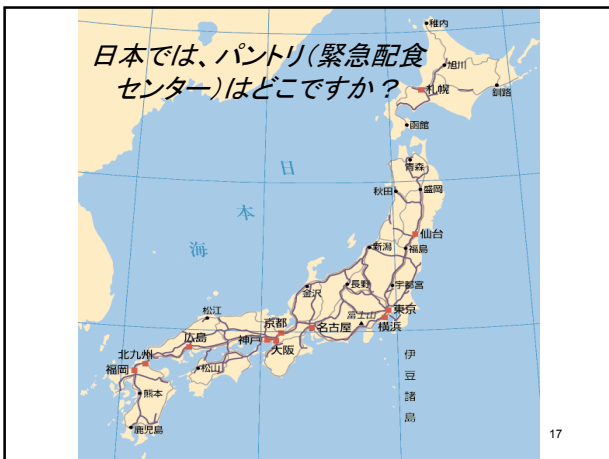 日本では、パントリ(緊急配食
センター)はどこですか？
稚内
旭川
札幌
釧路
函館
青森
秋田
盛岡
日本海
仙台
新潟
福島
金沢
長野
宇都宮
松江
京都
富士山
東京
広島
神戸
名古屋
横浜
北九州
大阪
福岡
松山
伊豆諸島
熊本
鹿児島
17